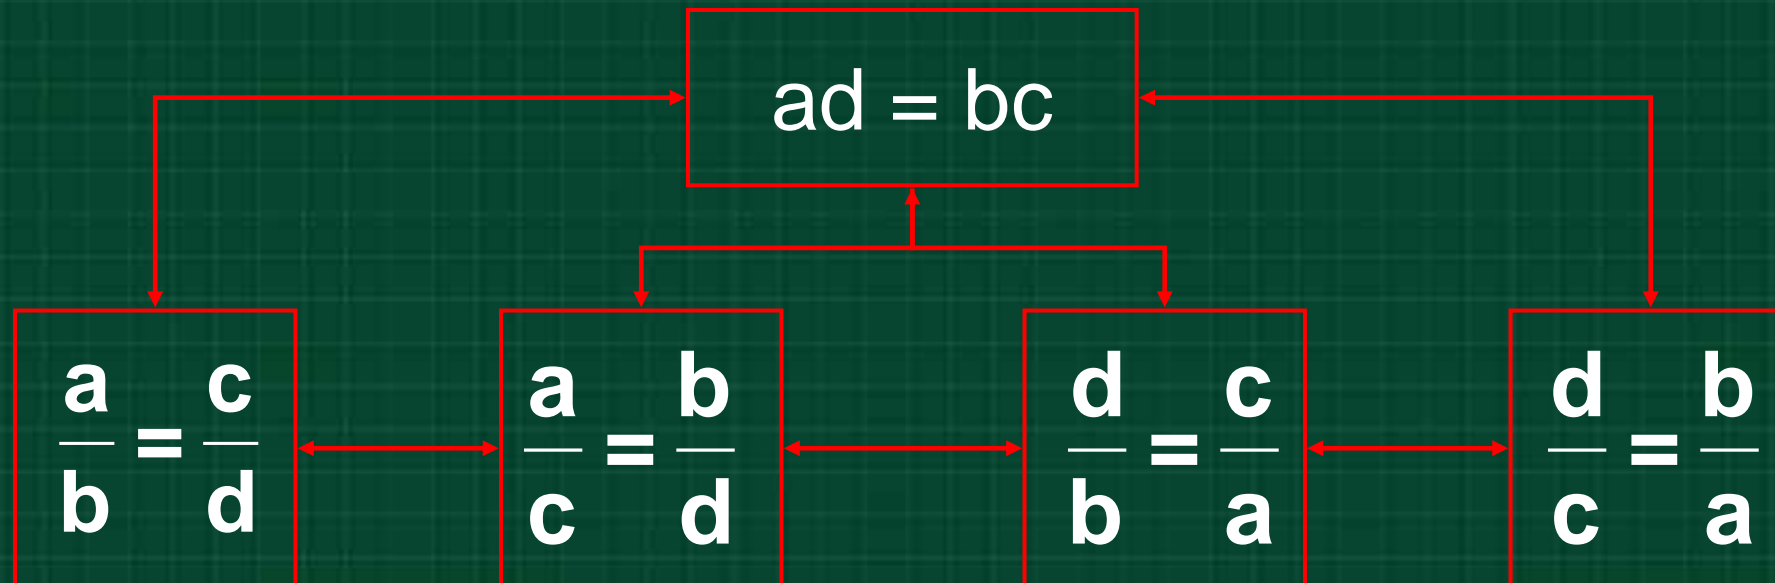 ad = bc
a/b = c/d
a/c = b/d
d/b = c/a
d/c = b/a